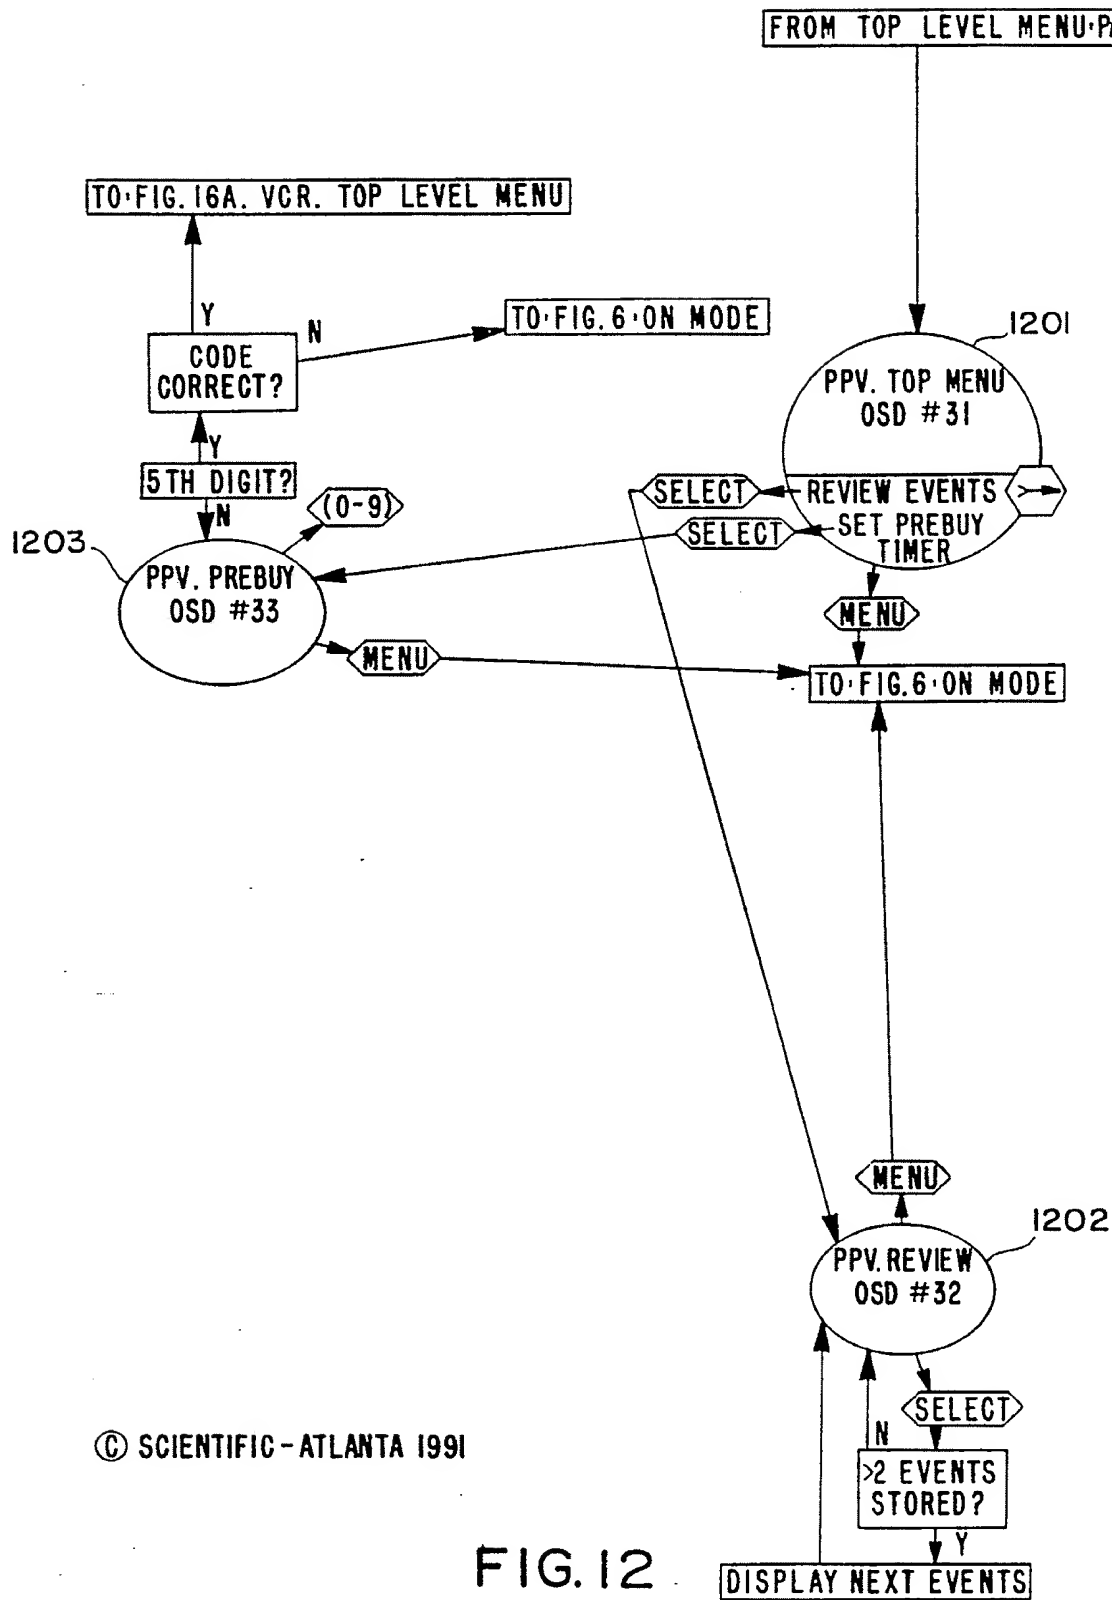 FROM TOP LEVEL MENU·
TO·FIG.16A. VCR. TOP LEVEL MENU
Y
N
TO·FIG.6·ON MODE
CODE
CORRECT?
Y
5TH DIGIT?
N
(0-9)
1203
PPV. PREBUY
OSD #33
MENU
1201
PPV. TOP MENU
OSD #31
SELECT
REVIEW EVENTS
SELECT
SET PREBUY
TIMER
MENU
TO·FIG.6·ON MODE
MENU
1202
PPV. REVIEW
OSD #32
SELECT
N
>2 EVENTS
STORED?
Y
DISPLAY NEXT EVENTS
© SCIENTIFIC-ATLANTA 1991
FIG. 12